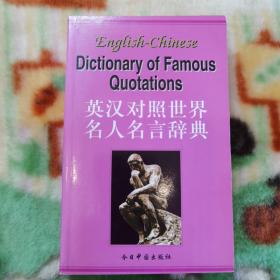 English-Chinese
Dictionary of Famous
Quotations
英汉对照世界
名人名言辞典
今日中国出版社